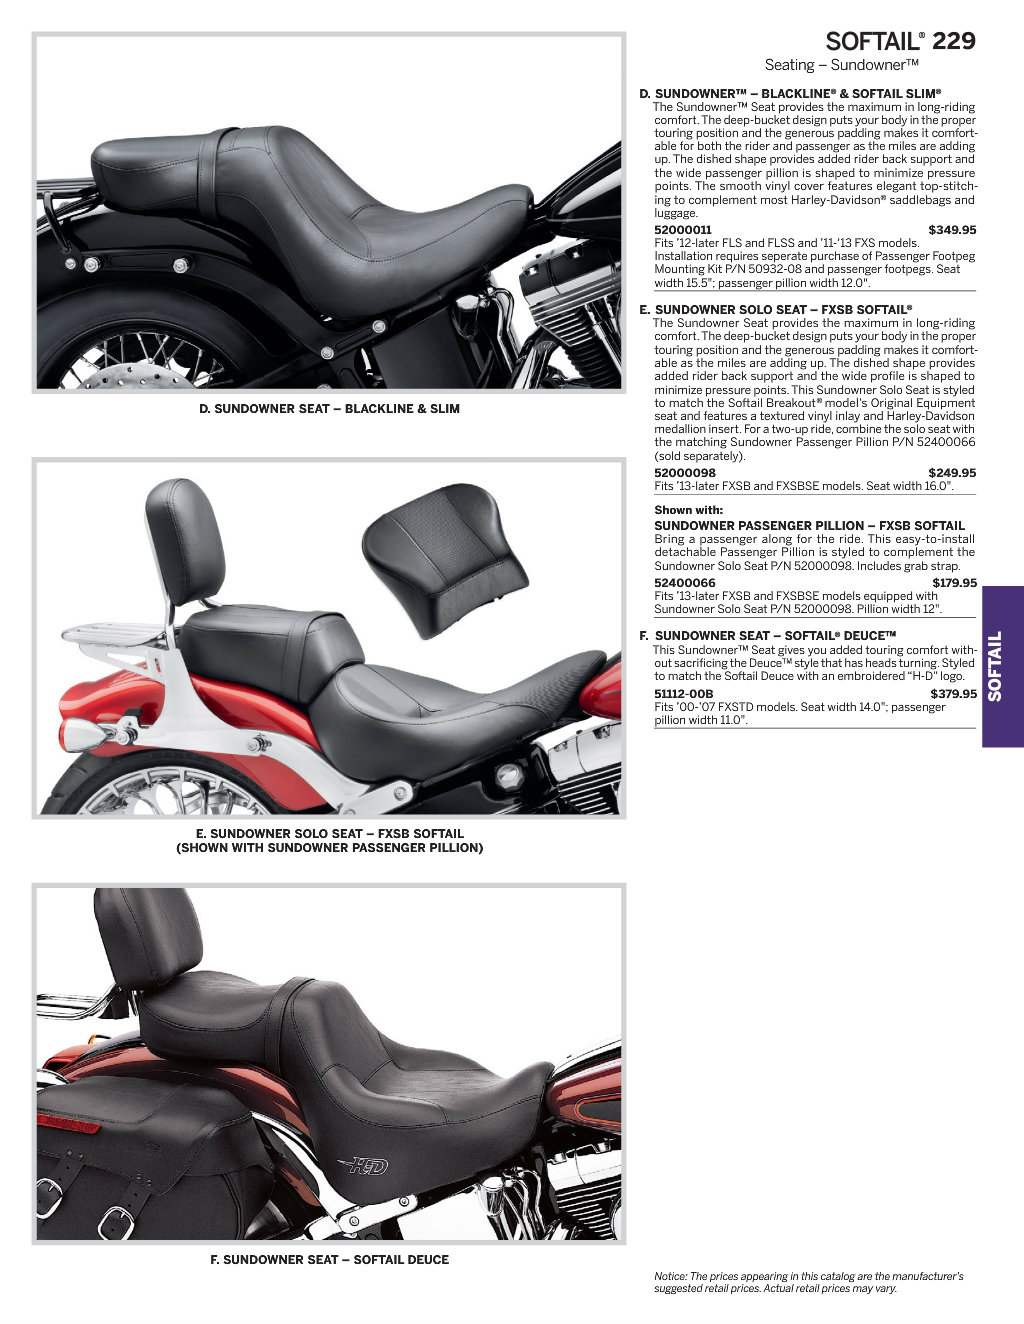 SOFTAIL® 229
Seating – Sundowner™
D. SUNDOWNER™ – BLACKLINE® & SOFTAIL SLIM®
The Sundowner™ Seat provides the maximum in long-riding
comfort. The deep-bucket design puts your body in the proper
touring position and the generous padding makes it comfort-
able for both the rider and passenger as the miles are adding
up. The dished shape provides added rider back support and
the wide passenger pillion is shaped to minimize pressure
points. The smooth vinyl cover features elegant top-stitch-
ing to complement most Harley-Davidson® saddlebags and
luggage.
52000011 $349.95
Fits '12-later FLS and FLSS and '11-'13 FXS models.
Installation requires seperate purchase of Passenger Footpeg
Mounting Kit P/N 50932-08 and passenger footpegs. Seat
width 15.5"; passenger pillion width 12.0".
E. SUNDOWNER SOLO SEAT – FXSB SOFTAIL®
The Sundowner Seat provides the maximum in long-riding
comfort. The deep-bucket design puts your body in the proper
touring position and the generous padding makes it comfort-
able as the miles are adding up. The dished shape provides
added rider back support and the wide profile is shaped to
minimize pressure points. This Sundowner Solo Seat is styled
to match the Softail Breakout® model's Original Equipment
seat and features a textured vinyl inlay and Harley-Davidson
medallion insert. For a two-up ride, combine the solo seat with
the matching Sundowner Passenger Pillion P/N 52400066
(sold separately).
52000098 $249.95
Fits '13-later FXSB and FXSBSE models. Seat width 16.0".
Shown with:
SUNDOWNER PASSENGER PILLION – FXSB SOFTAIL
Bring a passenger along for the ride. This easy-to-install
detachable Passenger Pillion is styled to complement the
Sundowner Solo Seat P/N 52000098. Includes grab strap.
52400066 $179.95
Fits '13-later FXSB and FXSBSE models equipped with
Sundowner Solo Seat P/N 52000098. Pillion width 12".
F. SUNDOWNER SEAT – SOFTAIL® DEUCE™
This Sundowner™ Seat gives you added touring comfort with-
out sacrificing the Deuce™ style that has heads turning. Styled
to match the Softail Deuce with an embroidered “H-D” logo.
51112-00B $379.95
Fits '00-'07 FXSTD models. Seat width 14.0"; passenger
pillion width 11.0".
SOFTAIL
D. SUNDOWNER SEAT – BLACKLINE & SLIM
E. SUNDOWNER SOLO SEAT – FXSB SOFTAIL
(SHOWN WITH SUNDOWNER PASSENGER PILLION)
H-D
F. SUNDOWNER SEAT – SOFTAIL DEUCE
Notice: The prices appearing in this catalog are the manufacturer's
suggested retail prices. Actual retail prices may vary.